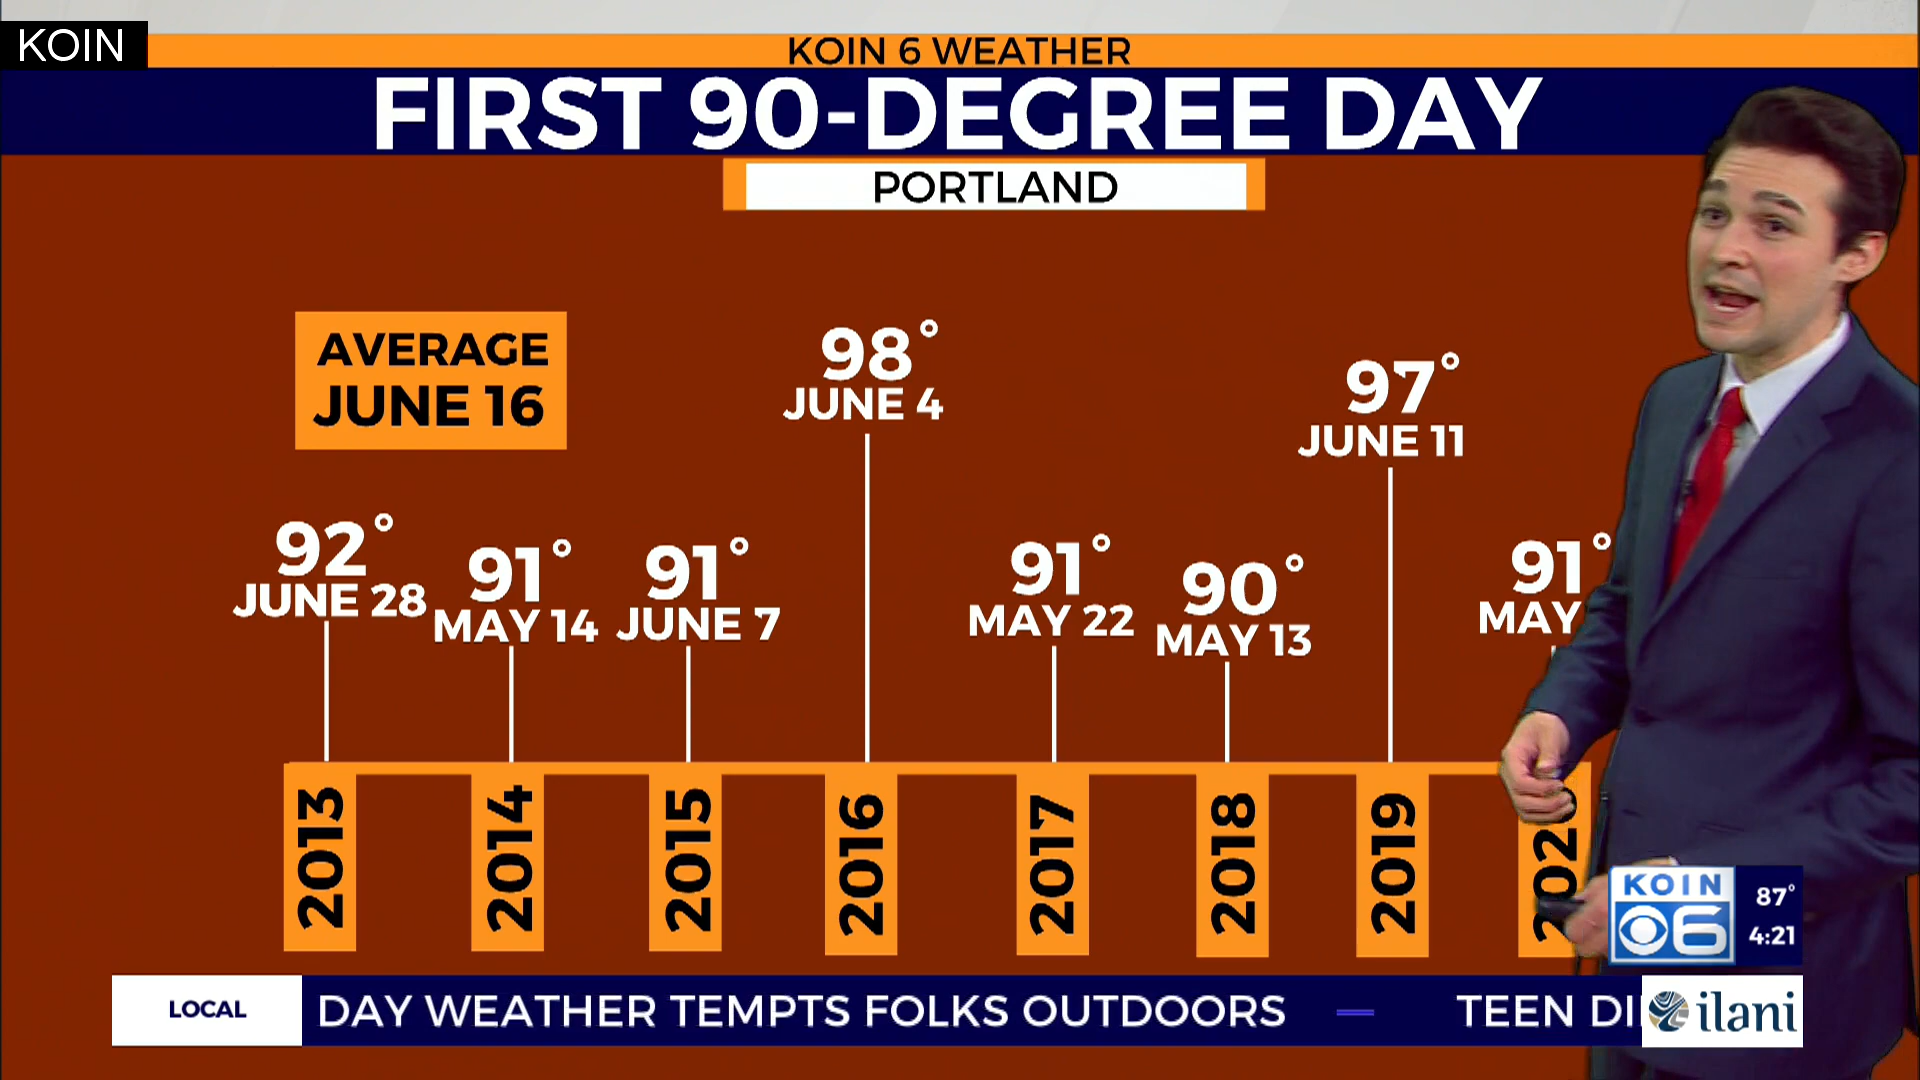 KOIN
KOIN 6 WEATHER
FIRST 90-DEGREE DAY
PORTLAND
AVERAGE
JUNE 16
92°
JUNE 28
91°
MAY 14
91°
JUNE 7
98°
JUNE 4
91°
MAY 22
90°
MAY 13
97°
JUNE 11
91°
MAY
2013
2014
2015
2016
2017
2018
2019
KOIN
6
87°
4:21
LOCAL
DAY WEATHER TEMPTS FOLKS OUTDOORS — TEEN
ilani